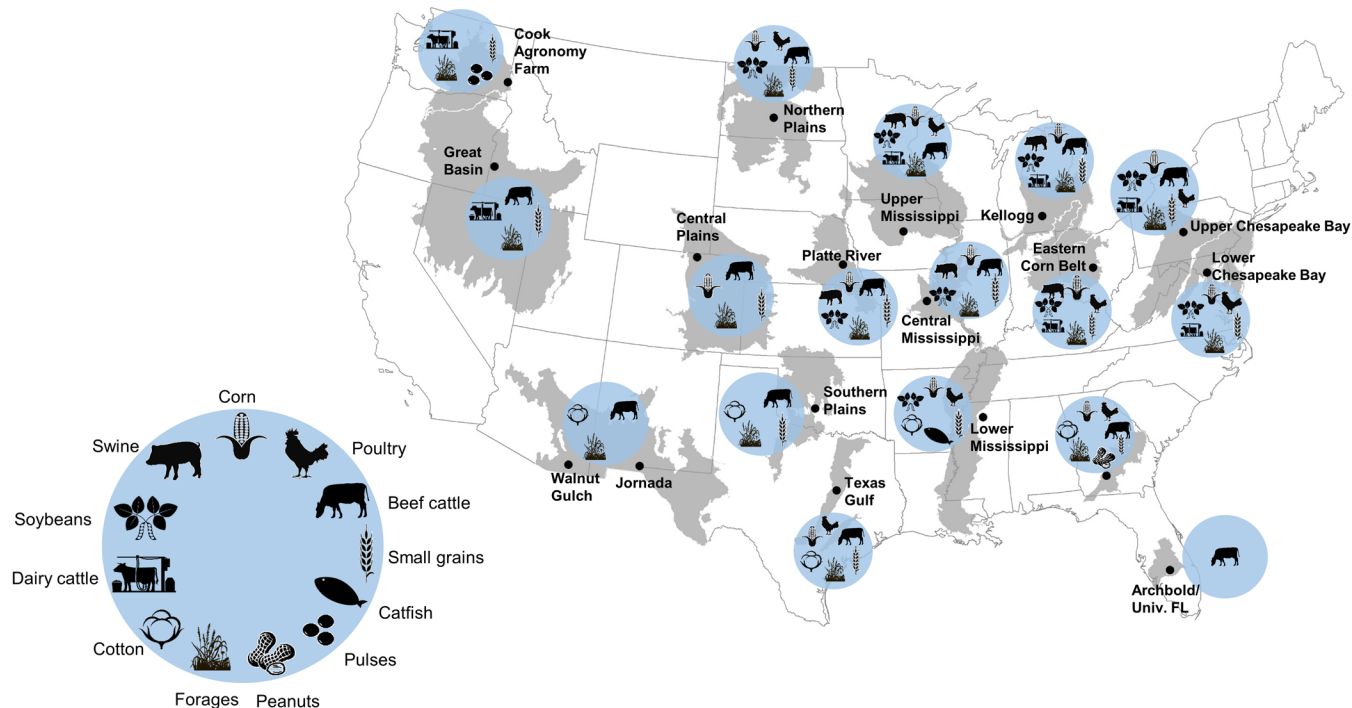 Cook
Agronomy
Farm
Northern
Plains
Great
Basin
Upper
Mississippi
Kellogg
Upper Chesapeake Bay
Central
Plains
Platte River
Eastern
Corn Belt
Lower
Chesapeake Bay
Central
Mississippi
Southern
Plains
Lower
Mississippi
Walnut
Gulch
Jornada
Texas
Gulf
Archbold/
Univ. FL
Corn
Swine
Poultry
Beef cattle
Soybeans
Small grains
Dairy cattle
Catfish
Cotton
Pulses
Forages
Peanuts